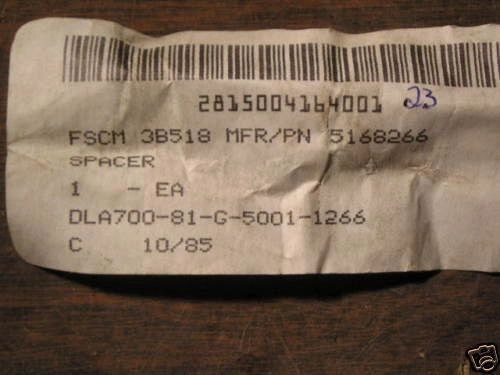 2815004164001 23
FSCM 3B518 MFR/PN 5168266
SPACER
1 - EA
DLA700-81-G-5001-1266
C 10/85